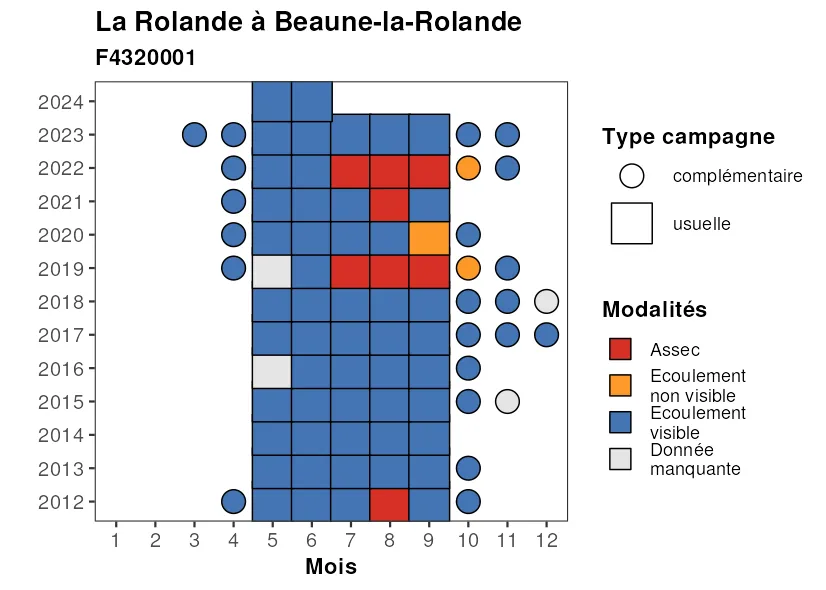 La Rolande à Beaune-la-Rolande
F4320001
2024
2023
2022
2021
2020
2019
2018
2017
2016
2015
2014
2013
2012
1 2 3 4 5 6 7 8 9 10 11 12
Mois
Type campagne
complémentaire
usuelle
Modalités
Assec
Ecoulement
non visible
Ecoulement
visible
Donnée
manquante